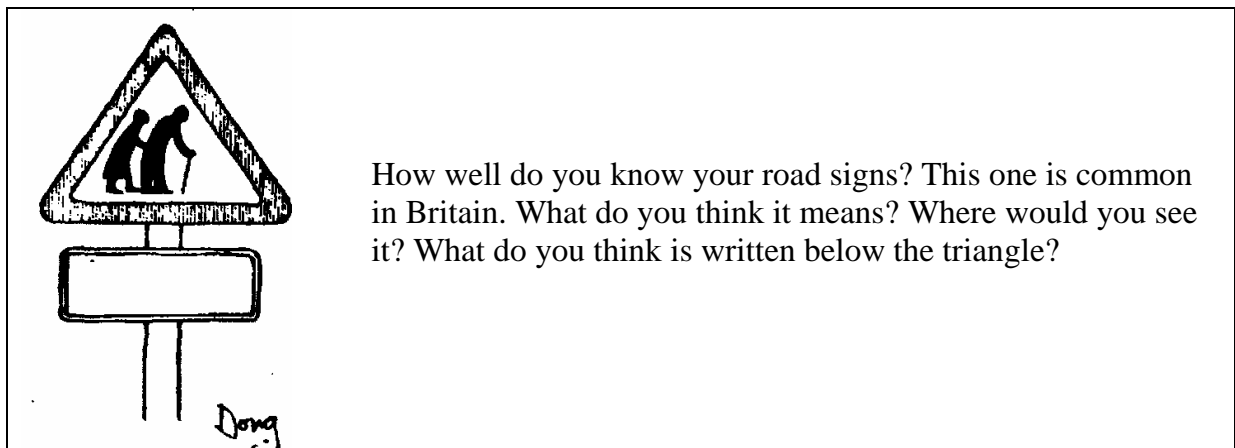 How well do you know your road signs? This one is common
in Britain. What do you think it means? Where would you see
it? What do you think is written below the triangle?